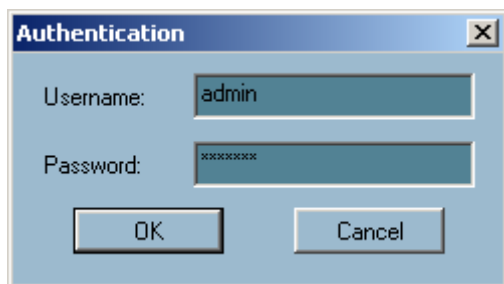 Authentication
Username: admin
Password: *******
OK Cancel